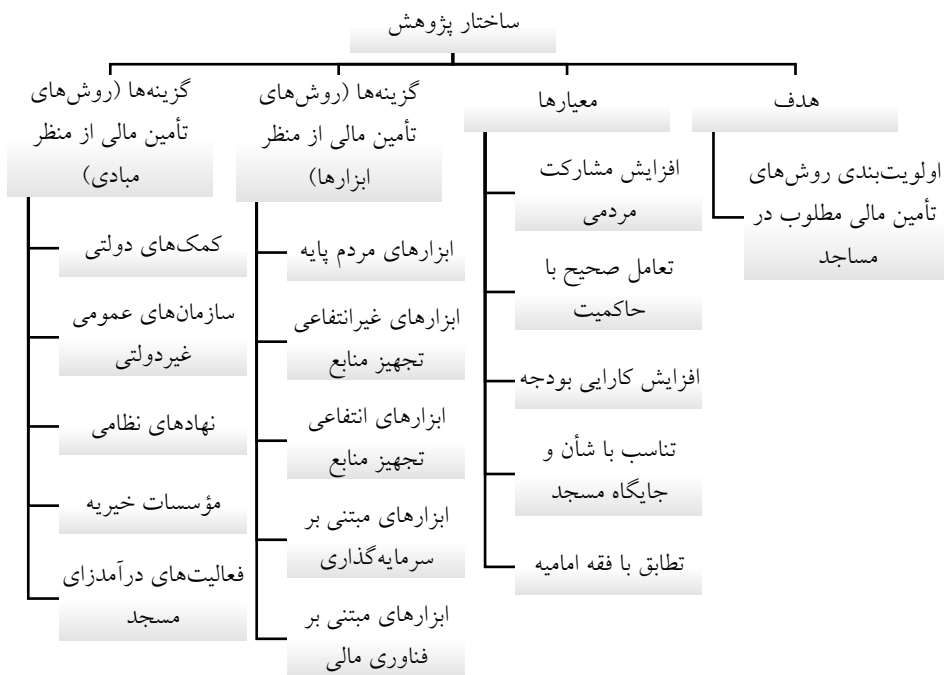 ساختار پژوهش
هدف
اولویت‌بندی روش‌های
تأمین مالی مطلوب در
مساجد
معیارها
افزایش مشارکت
مردمی
تعامل صحیح با
حاکمیت
افزایش کارایی بودجه
تناسب با شأن و
جایگاه مسجد
تطابق با فقه امامیه
گزینه‌ها (روش‌های
تأمین مالی از منظر
ابزارها)
ابزارهای مردم پایه
ابزارهای غیرانتفاعی
تجهیز منابع
ابزارهای انتفاعی
تجهیز منابع
ابزارهای مبتنی بر
سرمایه‌گذاری
ابزارهای مبتنی بر
فناوری مالی
گزینه‌ها (روش‌های
تأمین مالی از منظر
مبادی)
کمک‌های دولتی
سازمان‌های عمومی
غیردولتی
نهادهای نظامی
مؤسسات خیریه
فعالیت‌های درآمدزای
مسجد